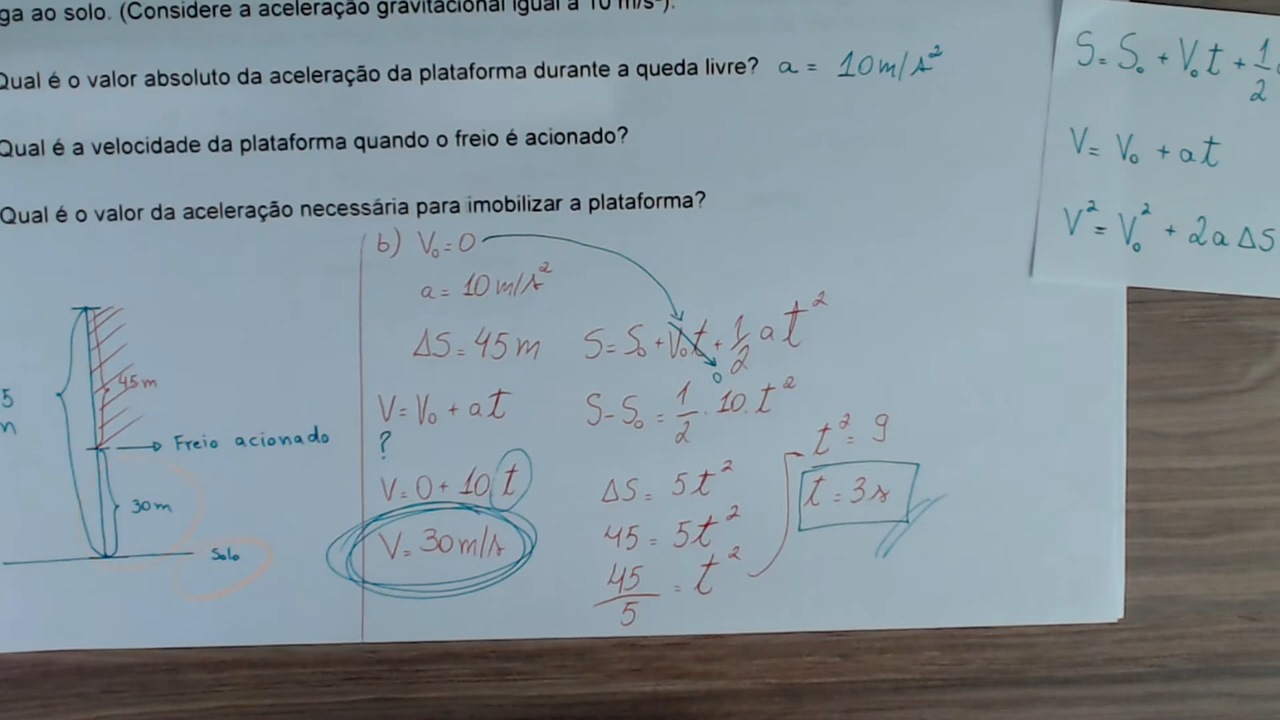 ga ao solo. (Considere a aceleração gravitacional igual a 10 m/s²).
Qual é o valor absoluto da aceleração da plataforma durante a queda livre? a = 10 m/s²
Qual é a velocidade da plataforma quando o freio é acionado?
Qual é o valor da aceleração necessária para imobilizar a plataforma?
S = S₀ + V₀t + 1/2
V = V₀ + at
V² = V₀² + 2a ΔS
5
45m
Freio acionado
30m
Solo
b) V₀ = 0
a = 10 m/s²
ΔS = 45 m
V = V₀ + at
?
V = 0 + 10 t
V = 30 m/s
S = S₀ + V₀t + 1/2 at²
0
S - S₀ = 1/2 . 10 . t²
ΔS = 5t²
45 = 5t²
45/5 = t²
t² = 9
t = 3s